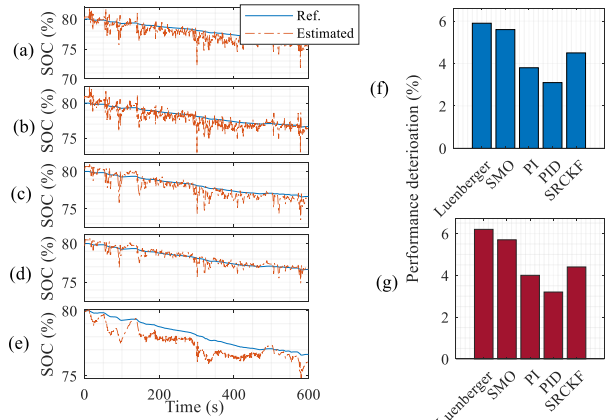 Ref.
Estimated
(a)
SOC (%)
80
75
70
(b)
SOC (%)
80
75
(c)
SOC (%)
80
75
(d)
SOC (%)
80
75
(e)
SOC (%)
80
75
0
200
400
600
Time (s)
Performance deterioation (%)
(f)
6
4
2
0
Luenberger
SMO
PI
PID
SRCKF
(g)
6
4
2
0
Luenberger
SMO
PI
PID
SRCKF